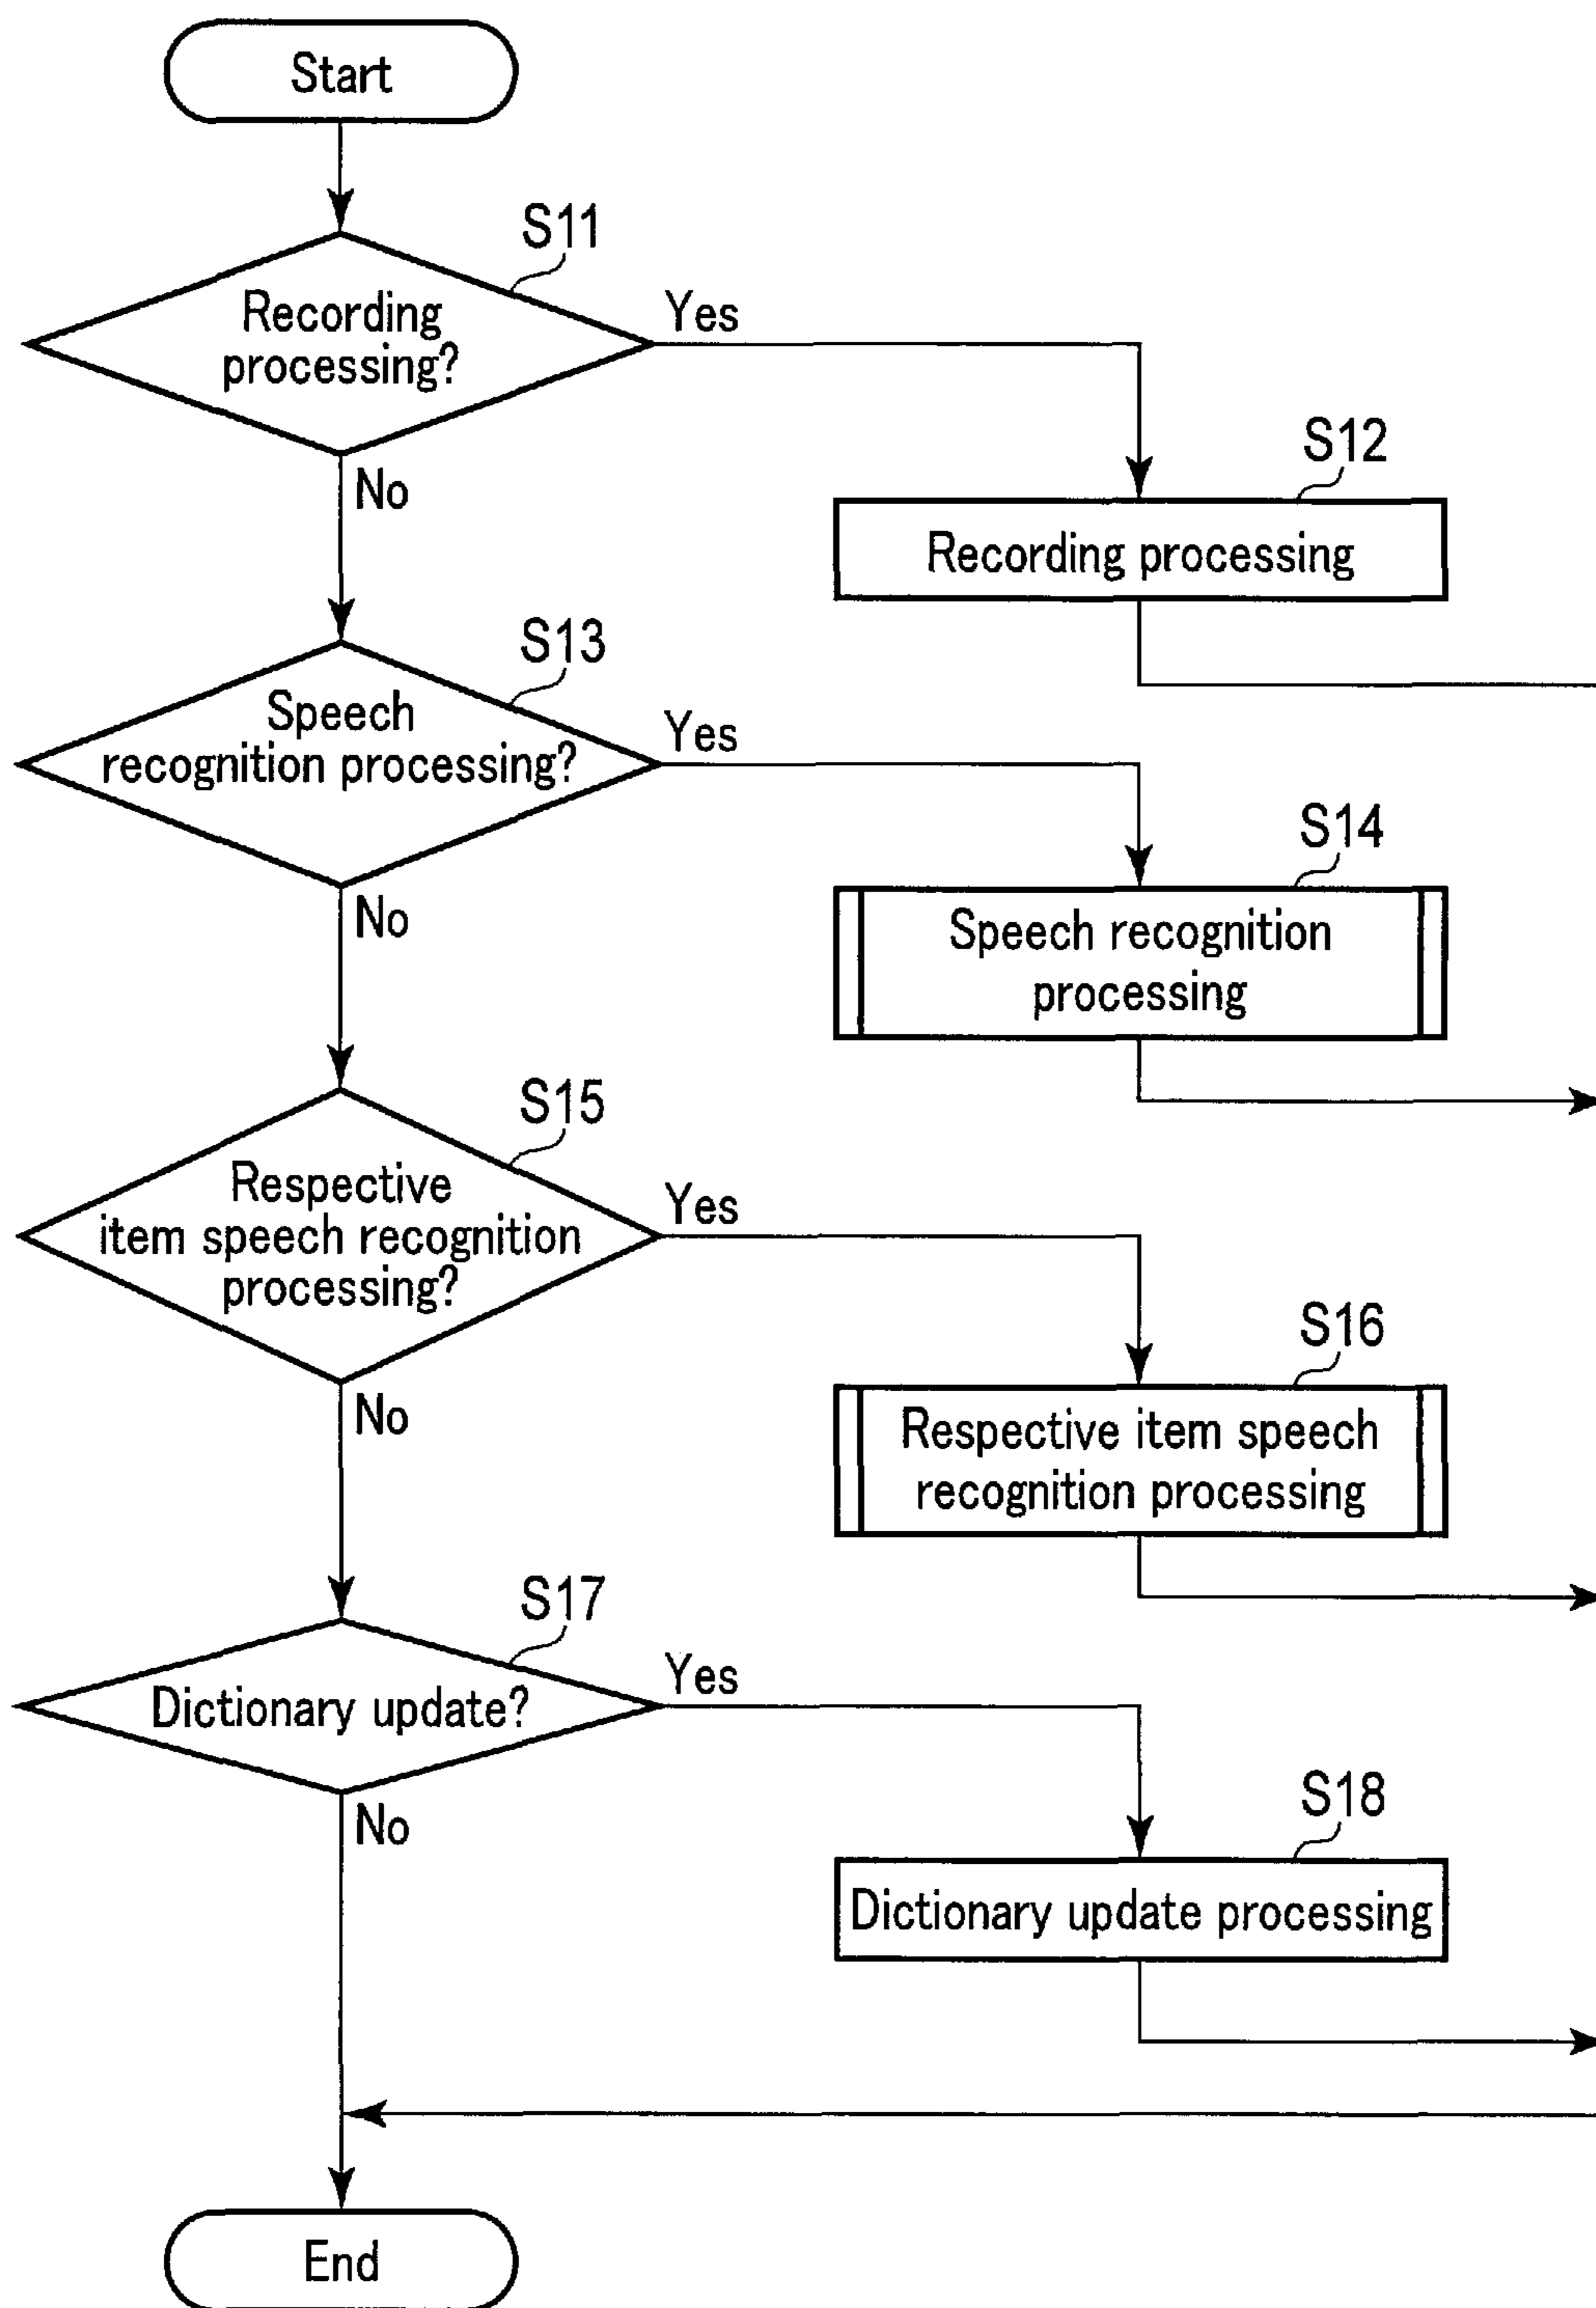 Start
S11
Recording
processing?
Yes
No
S12
Recording processing
S13
Speech
recognition processing?
Yes
No
S14
Speech recognition
processing
S15
Respective
item speech recognition
processing?
Yes
No
S16
Respective item speech
recognition processing
S17
Dictionary update?
Yes
No
S18
Dictionary update processing
End